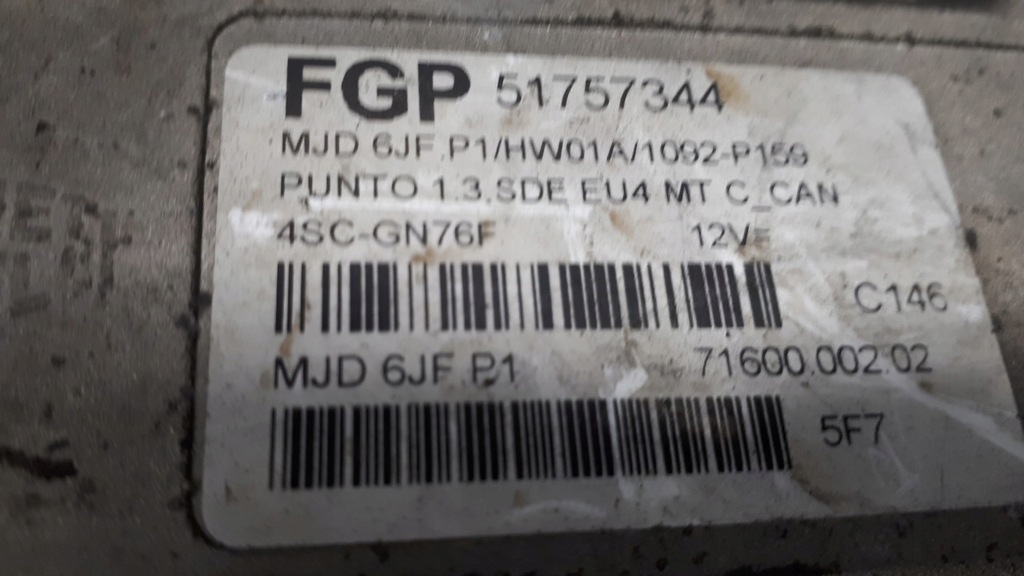 FGP 51757344
MJD 6JF.P1/HW01A/1092-P159
PUNTO 1.3.SDE EU4 MT C_CAN
4SC-GN76F 12V
C146
MJD 6JF.P1 71600.002.02
5F7